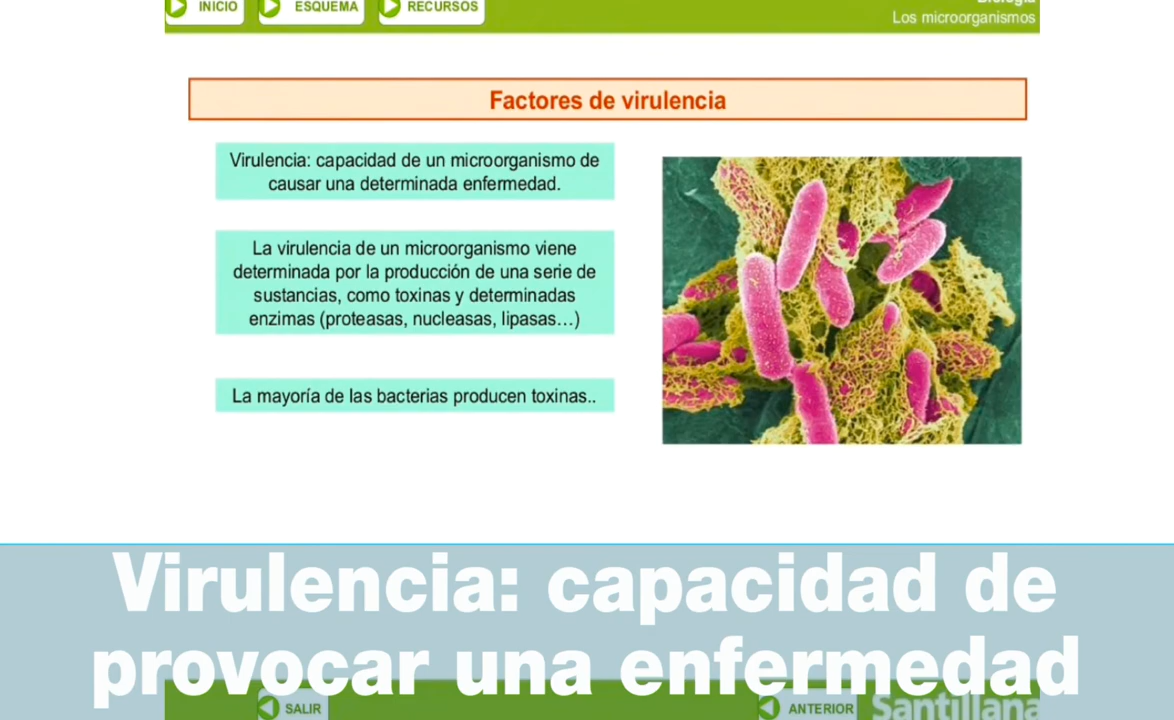 INICIO
ESQUEMA
RECURSOS
Biología
Los microorganismos
Factores de virulencia
Virulencia: capacidad de un microorganismo de
causar una determinada enfermedad.
La virulencia de un microorganismo viene
determinada por la producción de una serie de
sustancias, como toxinas y determinadas
enzimas (proteasas, nucleasas, lipasas...)
La mayoría de las bacterias producen toxinas..
Virulencia: capacidad de
provocar una enfermedad
SALIR
ANTERIOR
Santillana